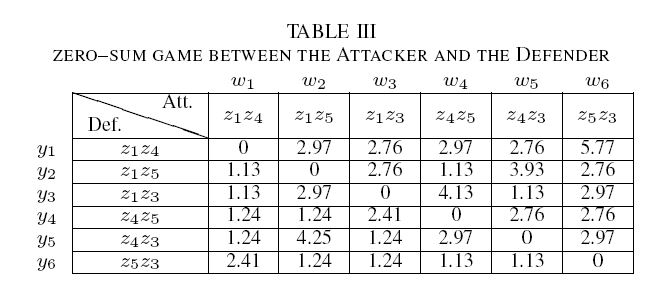 TABLE III
ZERO–SUM GAME BETWEEN THE ATTACKER AND THE DEFENDER
w1 w2 w3 w4 w5 w6
Att.
Def.
z1z4 z1z5 z1z3 z4z5 z4z3 z5z3
y1 z1z4 0 2.97 2.76 2.97 2.76 5.77
y2 z1z5 1.13 0 2.76 1.13 3.93 2.76
y3 z1z3 1.13 2.97 0 4.13 1.13 2.97
y4 z4z5 1.24 1.24 2.41 0 2.76 2.76
y5 z4z3 1.24 4.25 1.24 2.97 0 2.97
y6 z5z3 2.41 1.24 1.24 1.13 1.13 0